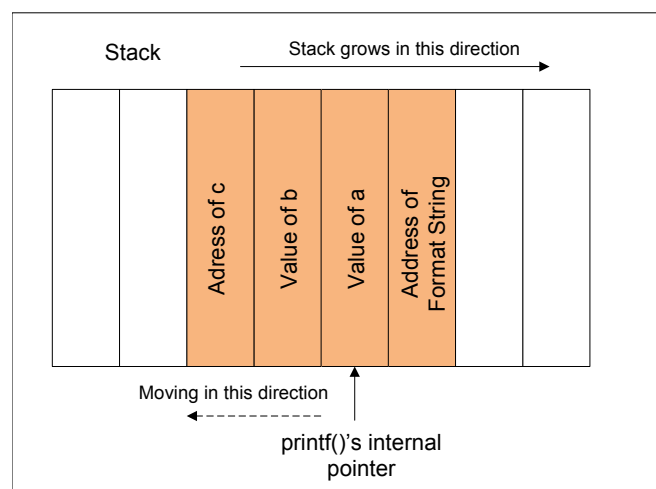 Stack
Stack grows in this direction
Adress of c
Value of b
Value of a
Address of
Format String
Moving in this direction
printf()'s internal
pointer